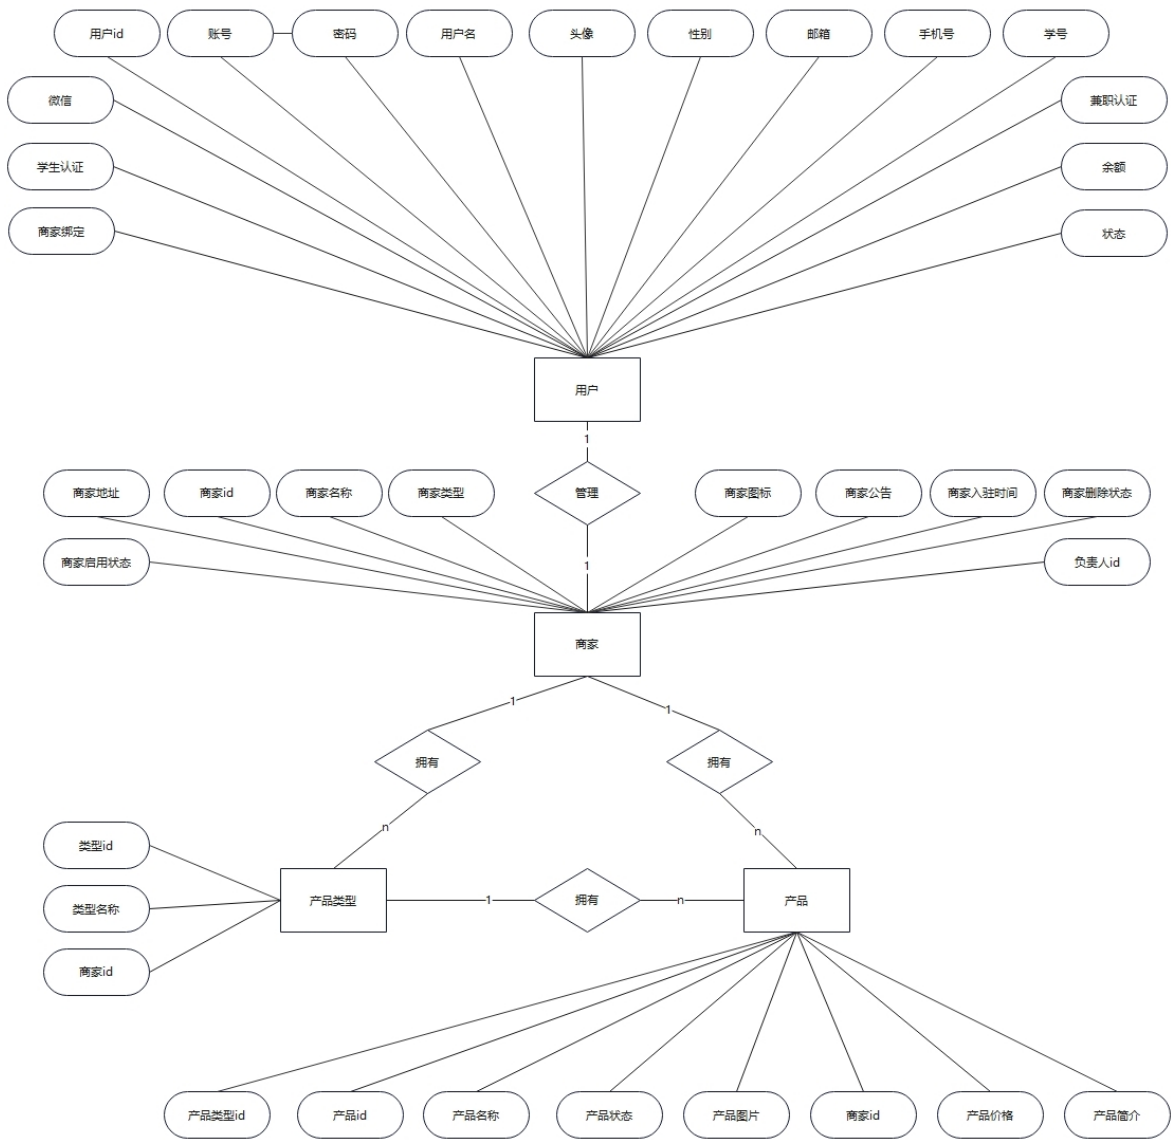 用户id
账号
密码
用户名
头像
性别
邮箱
手机号
学号
微信
兼职认证
学生认证
余额
商家绑定
状态
用户
1
管理
1
商家地址
商家id
商家名称
商家类型
商家图标
商家公告
商家入驻时间
商家删除状态
商家启用状态
负责人id
商家
1
1
拥有
拥有
n
n
类型id
类型名称
商家id
产品类型
1
拥有
n
产品
产品类型id
产品id
产品名称
产品状态
产品图片
商家id
产品价格
产品简介